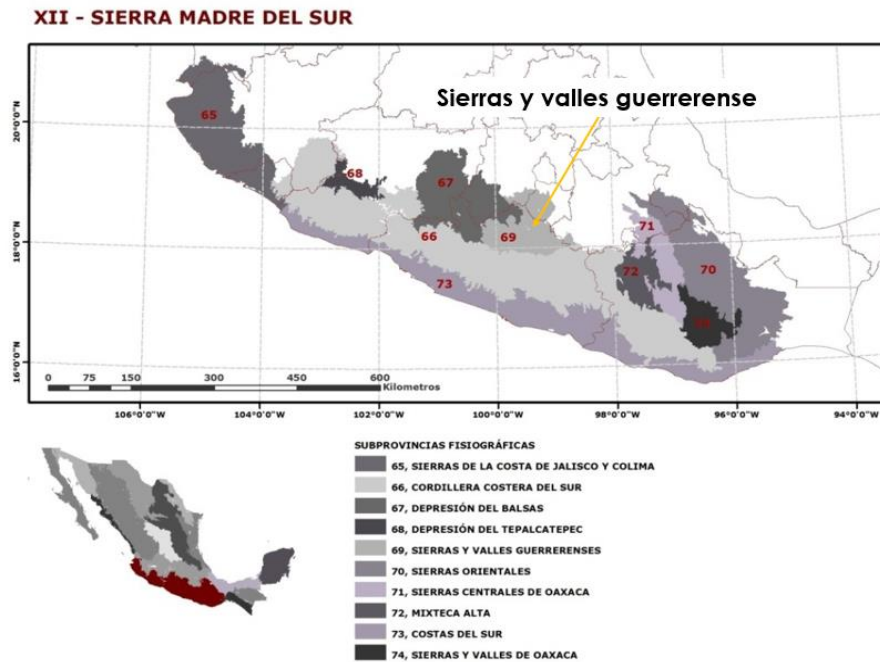 XII - SIERRA MADRE DEL SUR
Sierras y valles guerrerense
20°0'0"N
18°0'0"N
16°0'0"N
65
68
67
66
69
73
71
72
70
0 75 150 300 450 600
Kilometros
106°0'0"W 104°0'0"W 102°0'0"W 100°0'0"W 98°0'0"W 96°0'0"W 94°0'0"W
SUBPROVINCIAS FISIOGRÁFICAS
65, SIERRAS DE LA COSTA DE JALISCO Y COLIMA
66, CORDILLERA COSTERA DEL SUR
67, DEPRESIÓN DEL BALSAS
68, DEPRESIÓN DEL TEPALCATEPEC
69, SIERRAS Y VALLES GUERRERENSES
70, SIERRAS ORIENTALES
71, SIERRAS CENTRALES DE OAXACA
72, MIXTECA ALTA
73, COSTAS DEL SUR
74, SIERRAS Y VALLES DE OAXACA